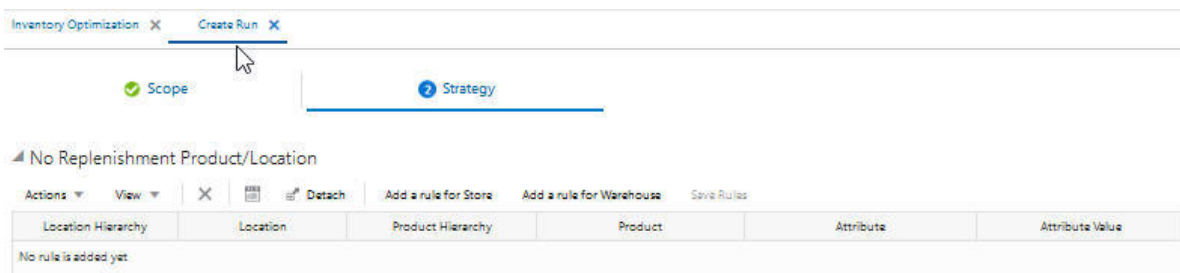 Inventory Optimization Create Run
Scope 2 Strategy
No Replenishment Product/Location
Actions View Detach Add a rule for Store Add a rule for Warehouse Save Rules
Location Hierarchy Location Product Hierarchy Product Attribute Attribute Value
No rule is added yet